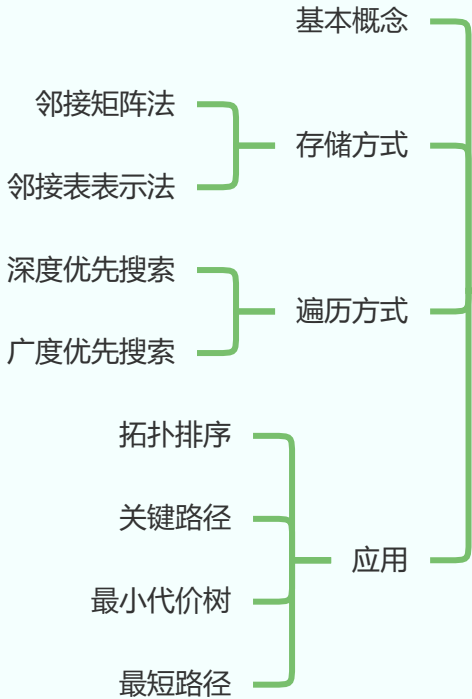 基本概念
邻接矩阵法
存储方式
邻接表表示法
深度优先搜索
遍历方式
广度优先搜索
拓扑排序
关键路径
应用
最小代价树
最短路径